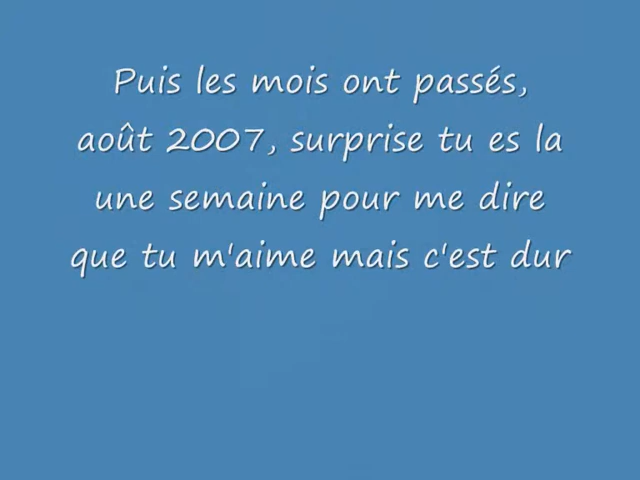 Puis les mois ont passés,
août 2007, surprise tu es la
une semaine pour me dire
que tu m'aime mais c'est dur